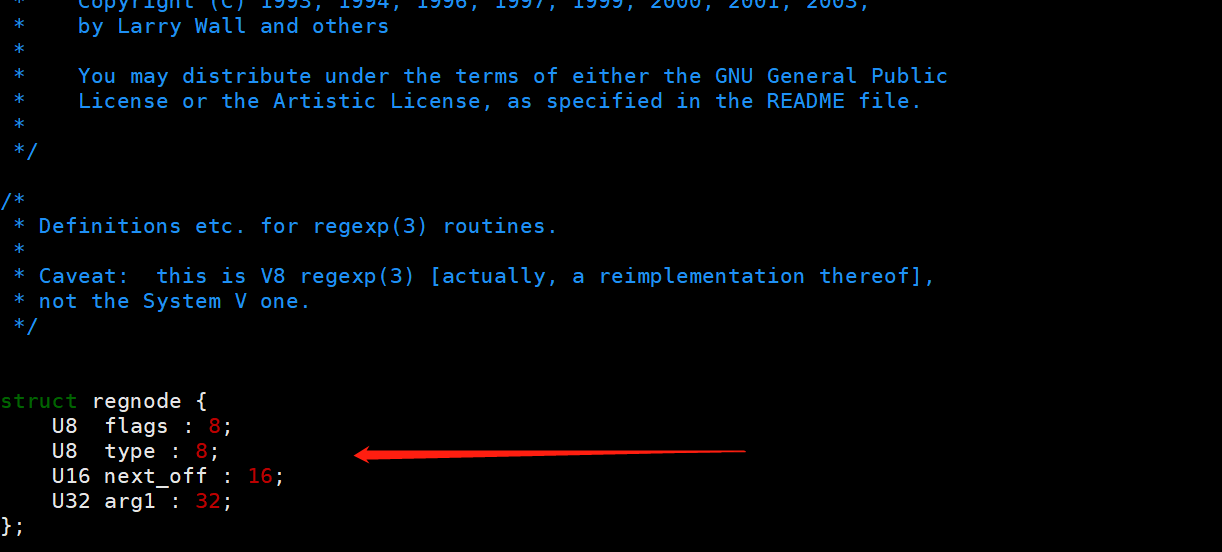 *    Copyright (C) 1993, 1994, 1996, 1997, 1999, 2000, 2001, 2003,
*    by Larry Wall and others
*
*    You may distribute under the terms of either the GNU General Public
*    License or the Artistic License, as specified in the README file.
*
*/
/*
* Definitions etc. for regexp(3) routines.
*
* Caveat:  this is V8 regexp(3) [actually, a reimplementation thereof],
* not the System V one.
*/
struct regnode {
    U8  flags : 8;
    U8  type : 8;
    U16 next_off : 16;
    U32 arg1 : 32;
};